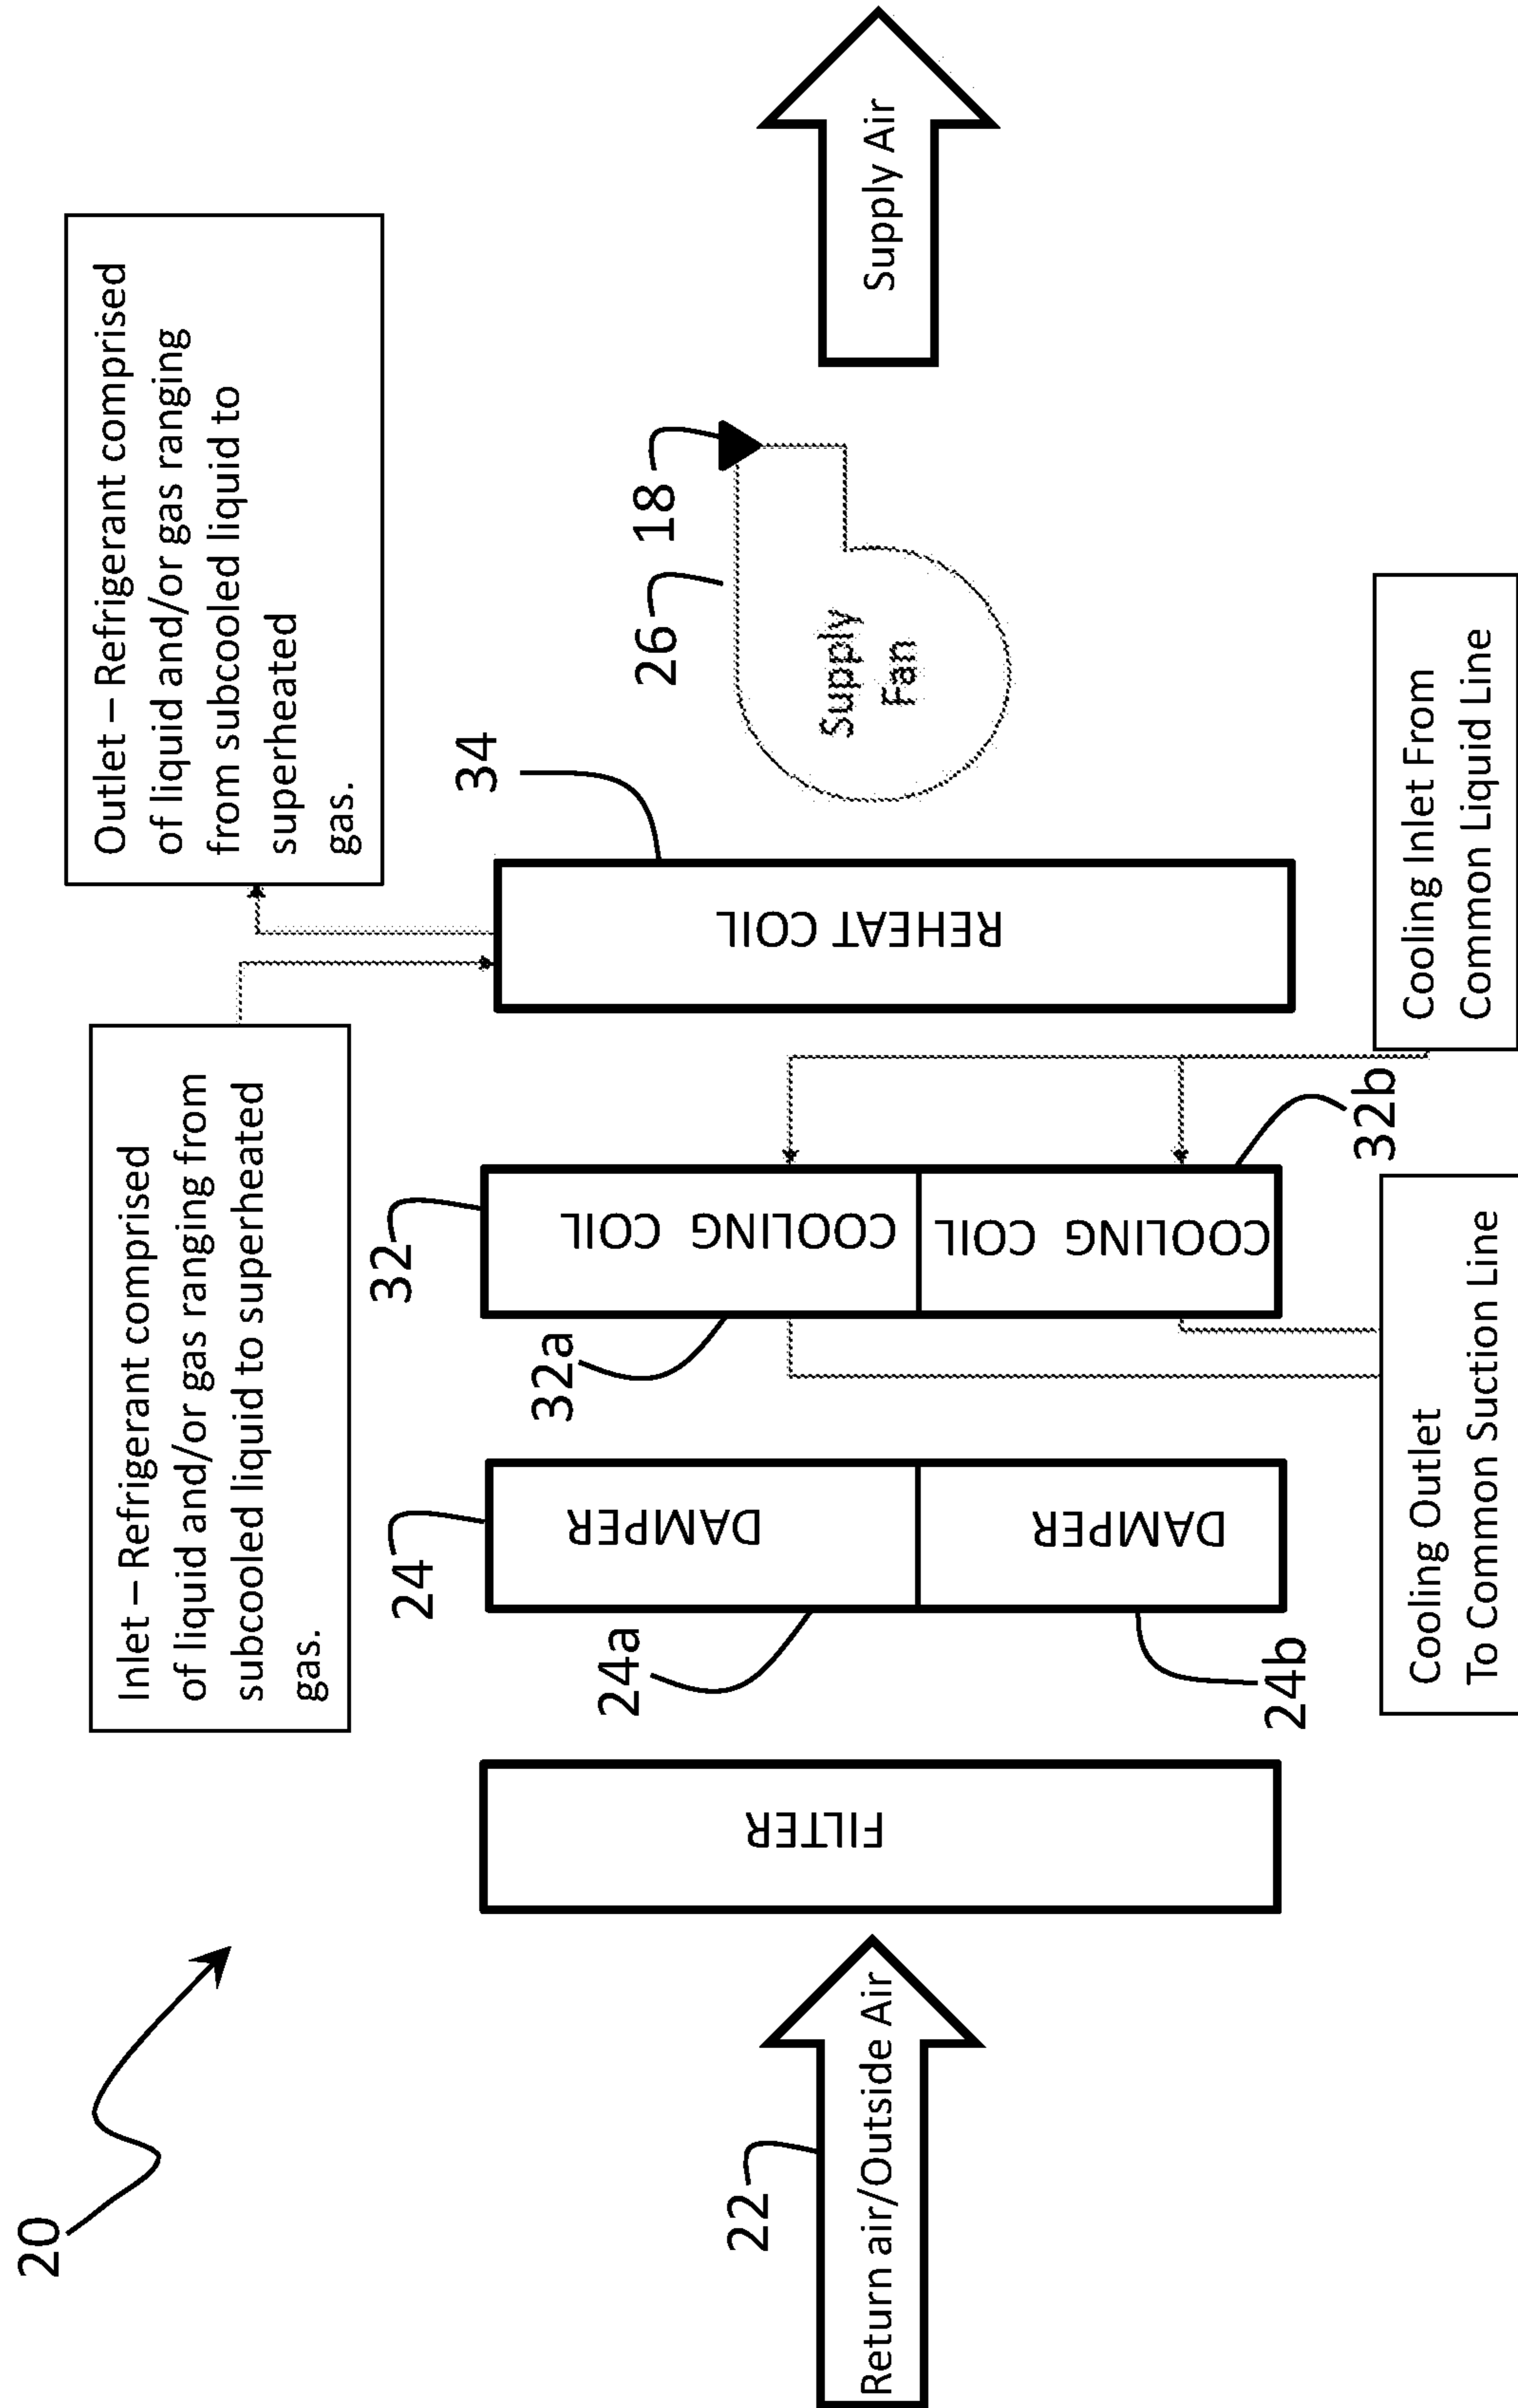 20
Inlet – Refrigerant comprised
of liquid and/or gas ranging from
subcooled liquid to superheated
gas.
Outlet – Refrigerant comprised
of liquid and/or gas ranging
from subcooled liquid to
superheated
gas.
22
Return air/Outside Air
FILTER
24
24a
24b
DAMPER
DAMPER
32
32a
32b
COOLING COIL
COOLING COIL
34
REHEAT COIL
26
18
Supply
Fan
Supply Air
Cooling Outlet
To Common Suction Line
Cooling Inlet From
Common Liquid Line